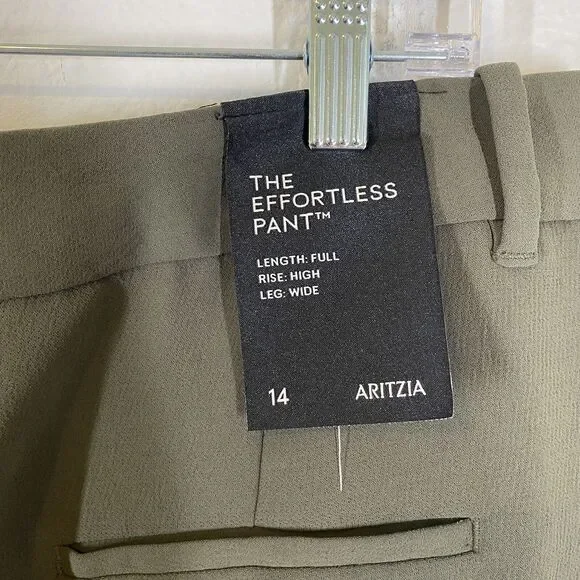 THE
EFFORTLESS
PANT™
LENGTH: FULL
RISE: HIGH
LEG: WIDE
14 ARITZIA